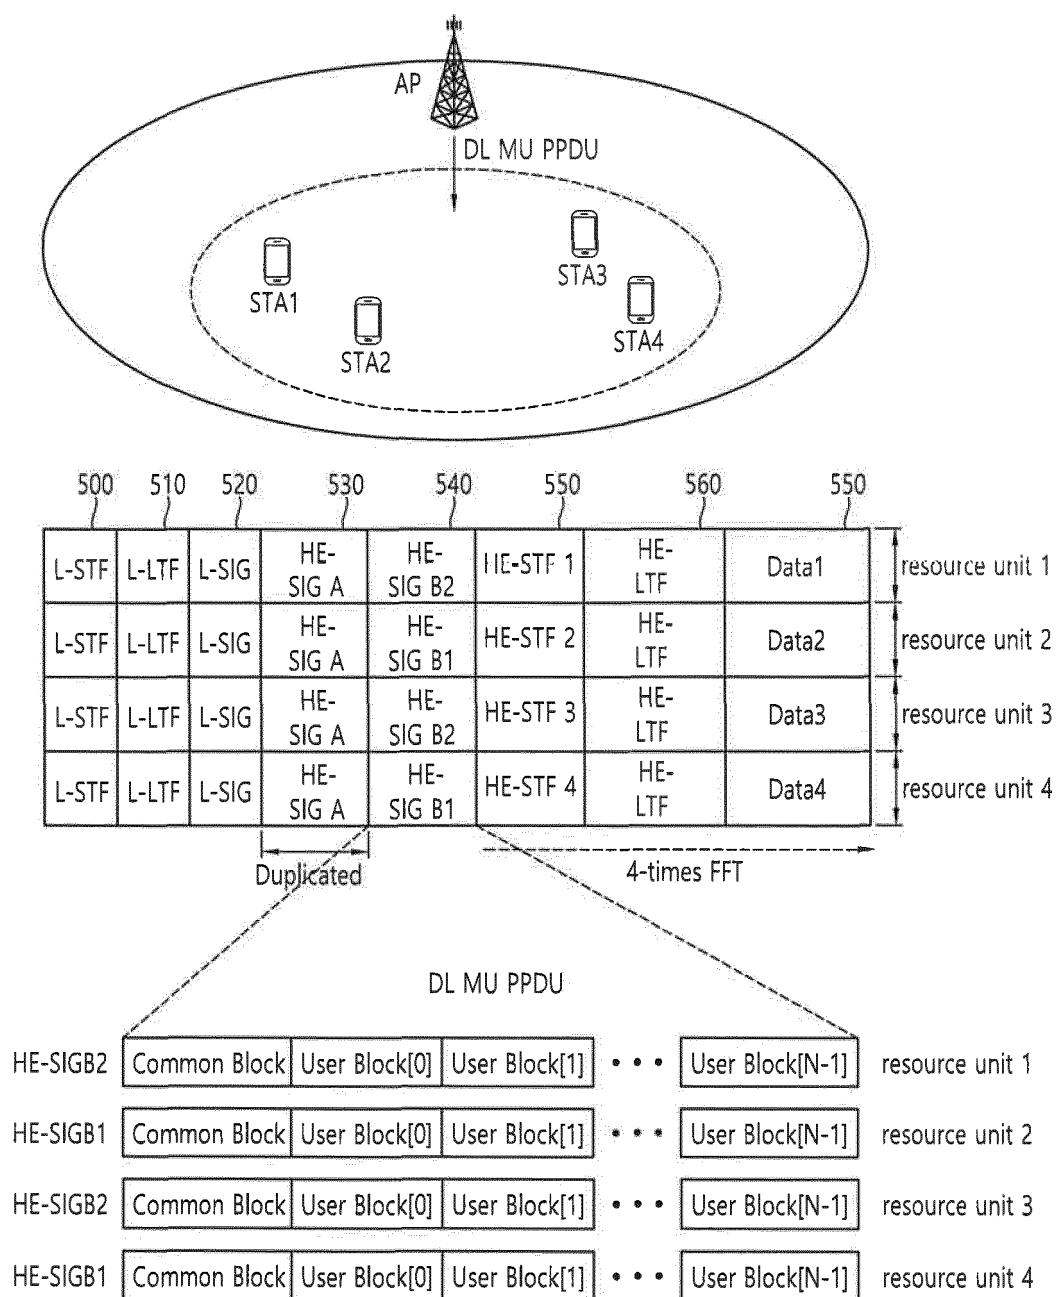 AP
DL MU PPDU
STA1
STA2
STA3
STA4
500 510 520 530 540 550 560 550
L-STF L-LTF L-SIG HE-SIG A HE-SIG B2 HE-STF 1 HE-LTF Data1 resource unit 1
L-STF L-LTF L-SIG HE-SIG A HE-SIG B1 HE-STF 2 HE-LTF Data2 resource unit 2
L-STF L-LTF L-SIG HE-SIG A HE-SIG B2 HE-STF 3 HE-LTF Data3 resource unit 3
L-STF L-LTF L-SIG HE-SIG A HE-SIG B1 HE-STF 4 HE-LTF Data4 resource unit 4
Duplicated 4-times FFT
DL MU PPDU
HE-SIGB2 Common Block User Block[0] User Block[1] • • • User Block[N-1] resource unit 1
HE-SIGB1 Common Block User Block[0] User Block[1] • • • User Block[N-1] resource unit 2
HE-SIGB2 Common Block User Block[0] User Block[1] • • • User Block[N-1] resource unit 3
HE-SIGB1 Common Block User Block[0] User Block[1] • • • User Block[N-1] resource unit 4